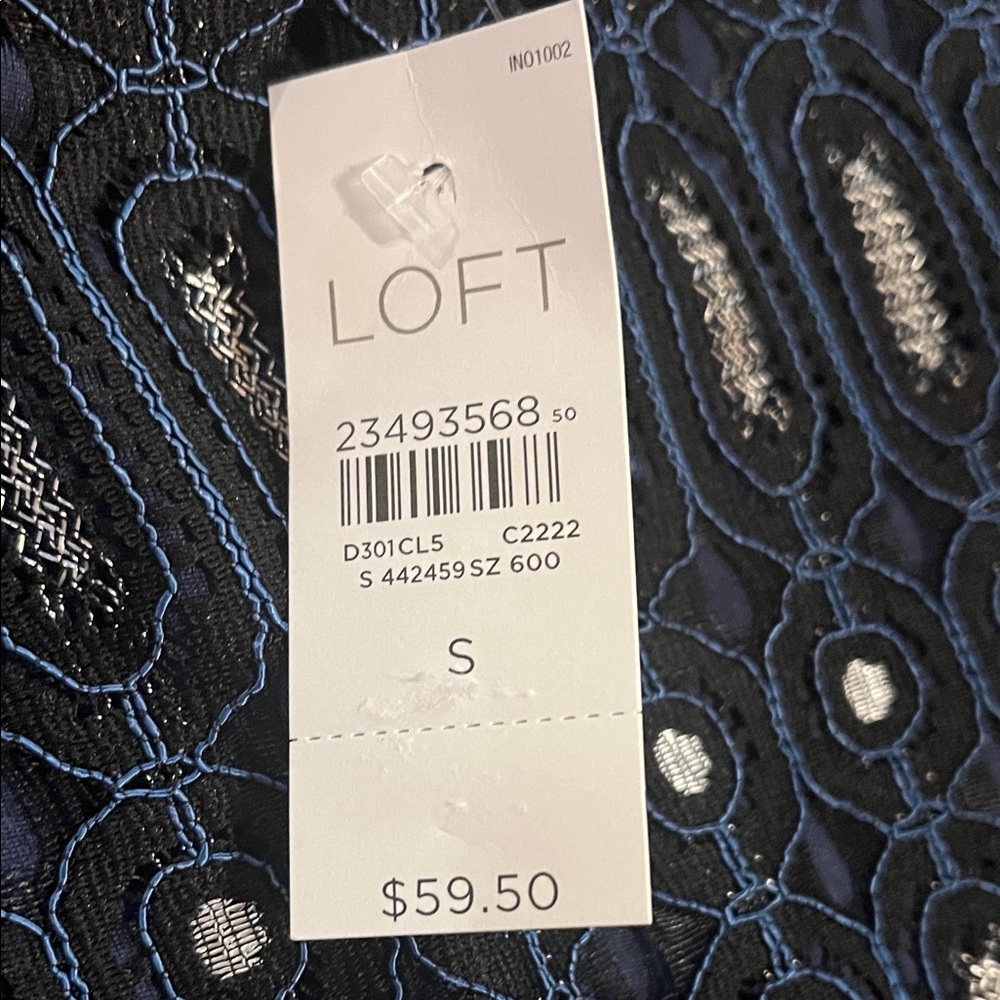 IN01002
LOFT
23493568 50
D301CL5 C2222
S 442459 SZ 600
S
$59.50